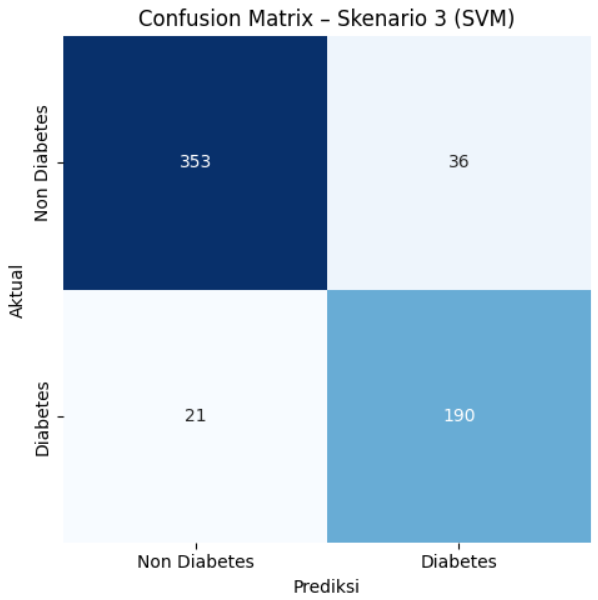 Confusion Matrix – Skenario 3 (SVM)
Aktual
Non Diabetes
353
36
Diabetes
21
190
Non Diabetes
Diabetes
Prediksi